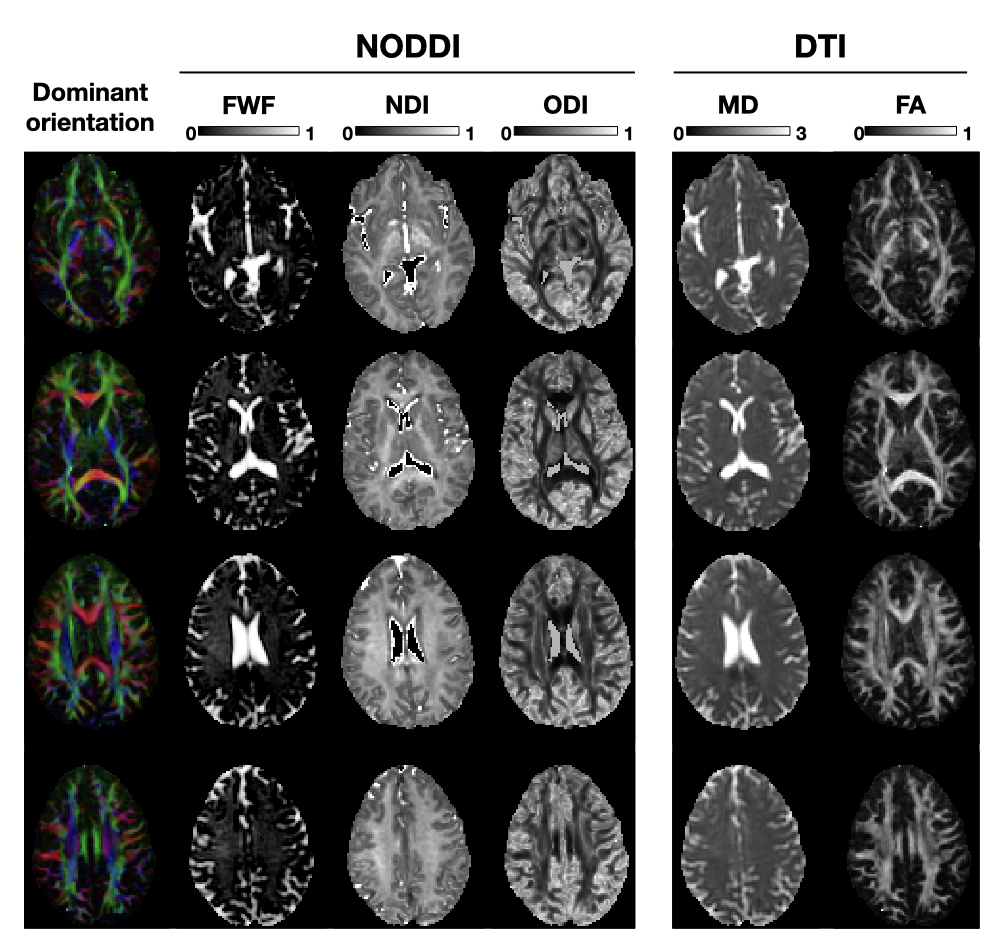 NODDI DTI
Dominant
orientation
FWF NDI ODI MD FA
0 1 0 1 0 1 0 3 0 1